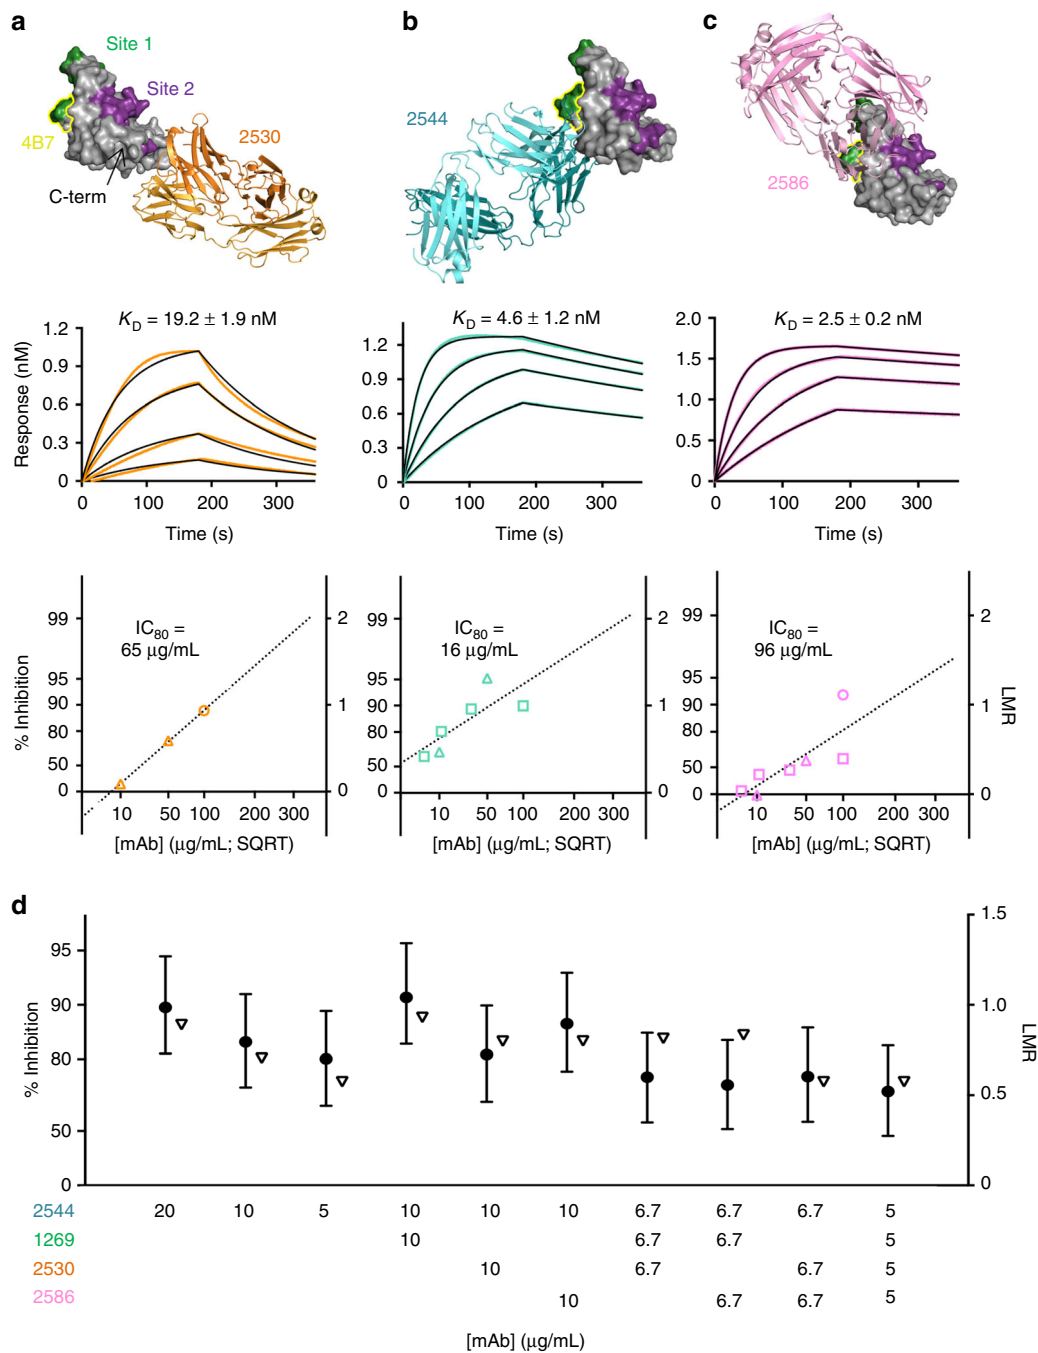 a
b
c
Site 1
Site 2
4B7
2530
C-term
2544
2586
K_D = 19.2 ± 1.9 nM
K_D = 4.6 ± 1.2 nM
K_D = 2.5 ± 0.2 nM
Response (nM)
1.2
0.9
0.6
0.3
0
0 100 200 300
Time (s)
1.2
0.9
0.6
0.3
0
0 100 200 300
Time (s)
2.0
1.5
1.0
0.5
0
0 100 200 300
Time (s)
% Inhibition
99
95
90
80
50
0
IC80 =
65 µg/mL
2
1
0
10 50 100 200 300
[mAb] (µg/mL; SQRT)
99
95
90
80
50
0
IC80 =
16 µg/mL
2
1
0
10 50 100 200 300
[mAb] (µg/mL; SQRT)
99
95
90
80
50
0
IC80 =
96 µg/mL
2
1
0
LMR
10 50 100 200 300
[mAb] (µg/mL; SQRT)
d
% Inhibition
95
90
80
50
0
1.5
1.0
0.5
0
LMR
2544 20 10 5 10 10 10 6.7 6.7 6.7 5
1269 10 6.7 6.7 5
2530 10 6.7 6.7 5
2586 10 6.7 6.7 5
[mAb] (µg/mL)